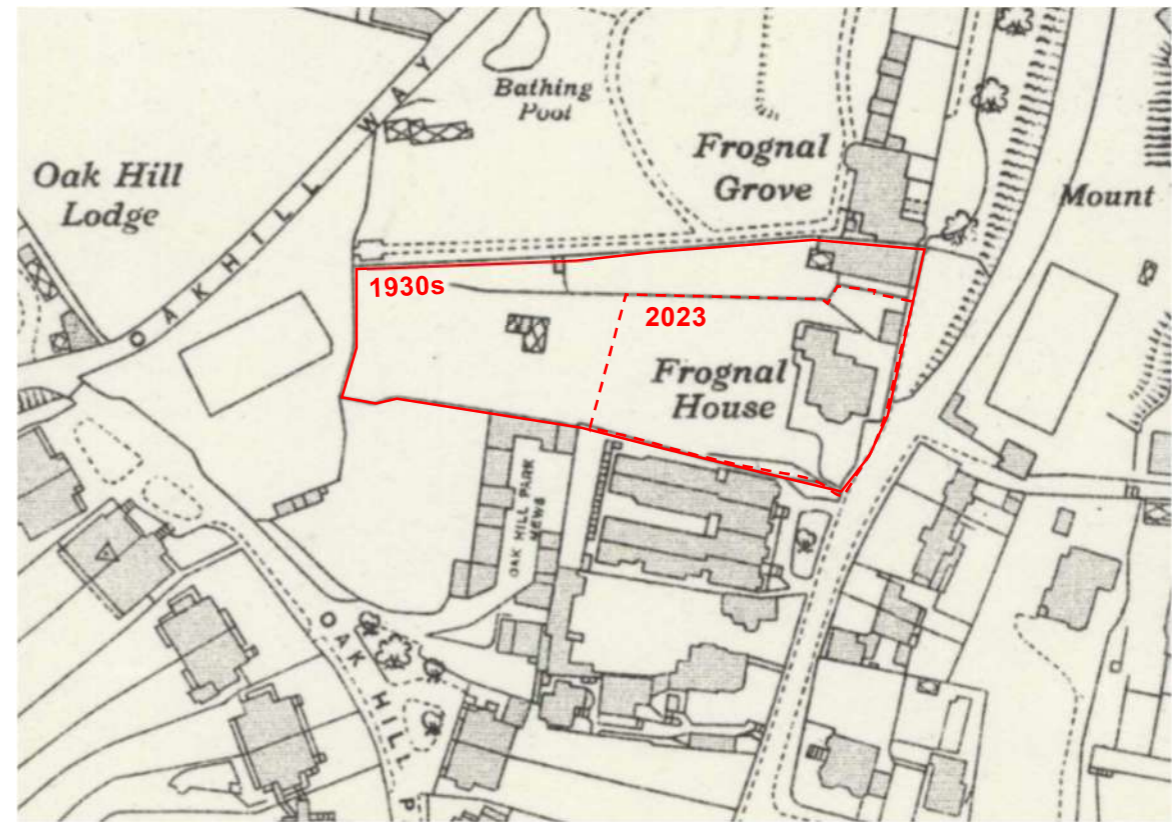 Bathing
Pool
OAKHILL WAY
Oak Hill
Lodge
Frognal
Grove
Mount
1930s
2023
Frognal
House
OAK HILL PARK
MEWS
OAK HILL P